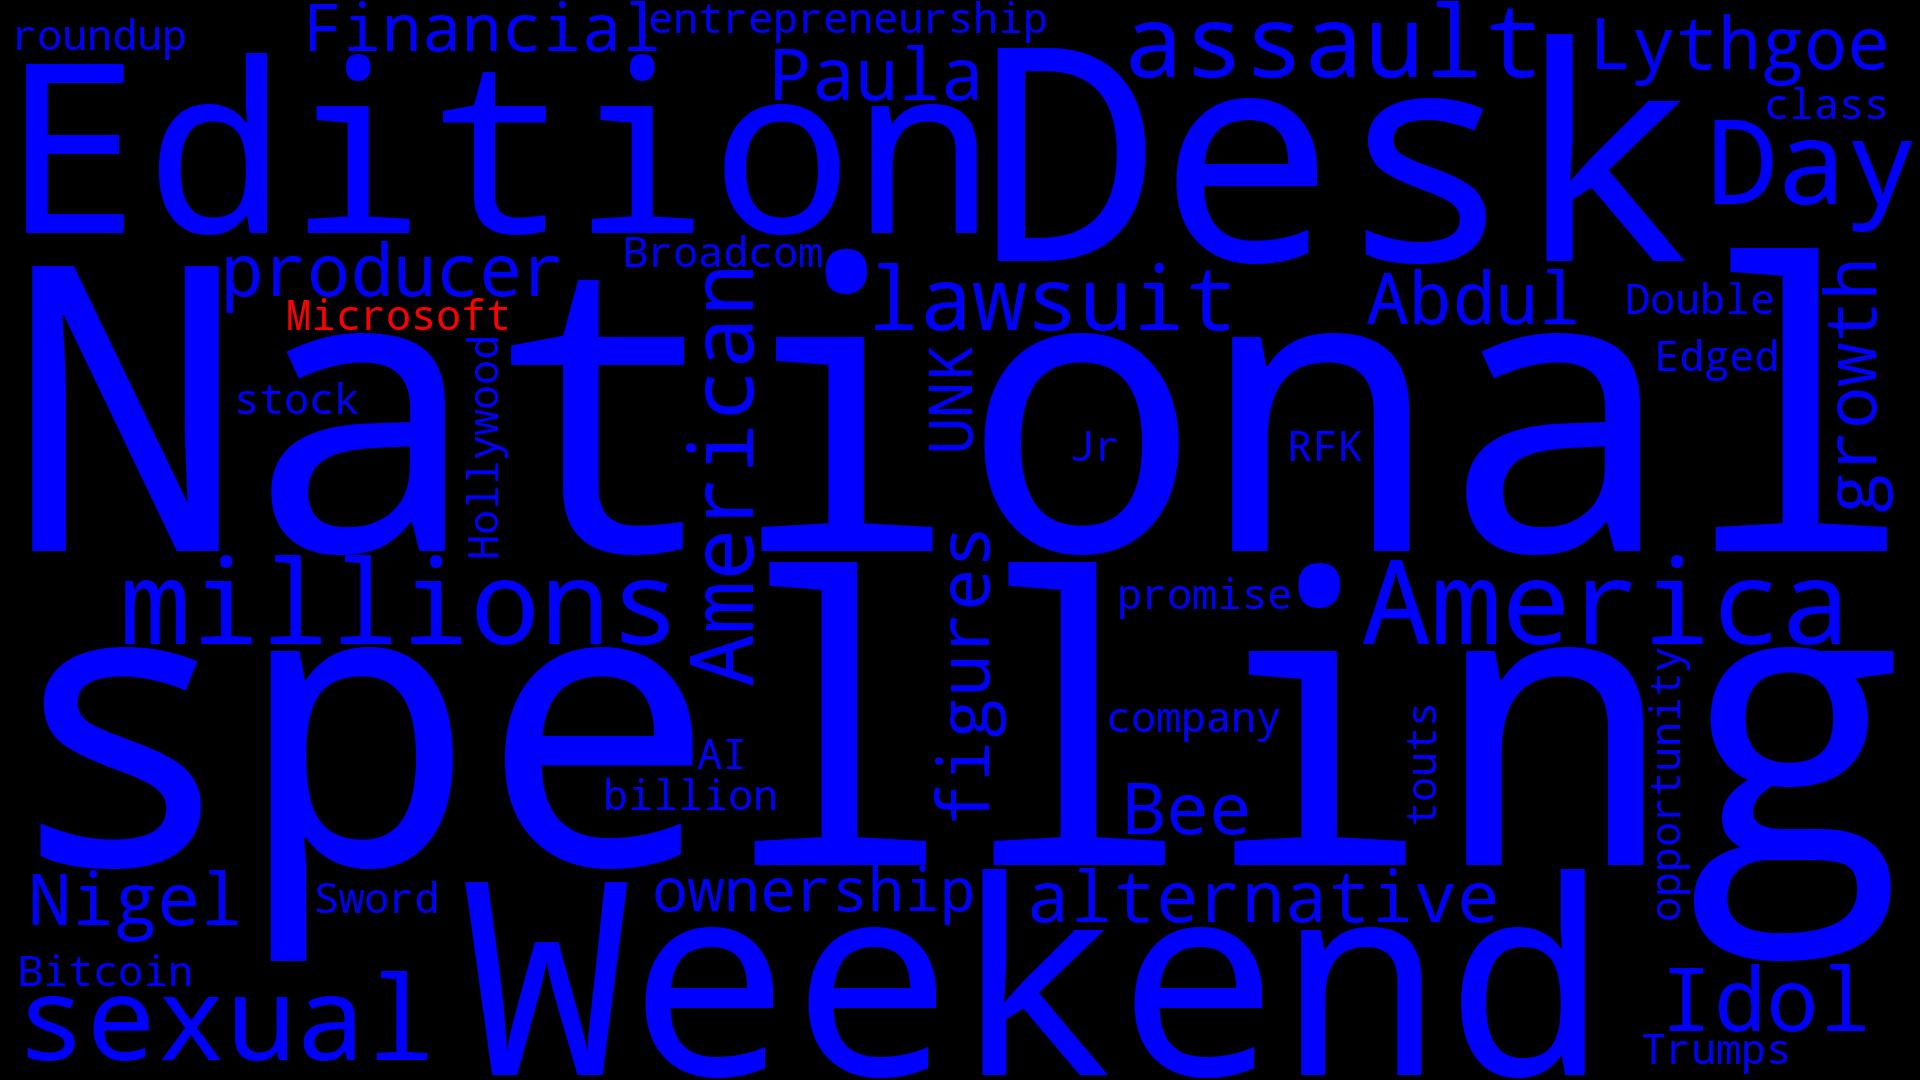 roundup
Financial
entrepreneurship
assault
Lythgoe
Paula
class
Edition
Desk
Day
producer
Broadcom
lawsuit
Abdul
Double
growth
Microsoft
American
Edged
stock
Hollywood
National
UNK
Jr
RFK
millions
figures
promise
America
spelling
company
touts
opportunity
AI
billion
Bee
Nigel
Sword
ownership
alternative
Bitcoin
sexual
Weekend
Idol
Trumps